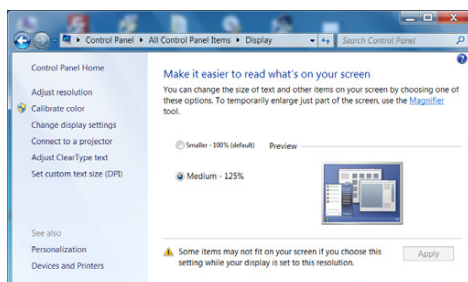 Control Panel ▸ All Control Panel Items ▸ Display
Search Control Panel
Control Panel Home
Adjust resolution
Calibrate color
Change display settings
Connect to a projector
Adjust ClearType text
Set custom text size (DPI)
See also
Personalization
Devices and Printers
Make it easier to read what's on your screen
You can change the size of text and other items on your screen by choosing one of
these options. To temporarily enlarge just part of the screen, use the Magnifier
tool.
Smaller - 100% (default)
Preview
Medium - 125%
Some items may not fit on your screen if you choose this
setting while your display is set to this resolution.
Apply